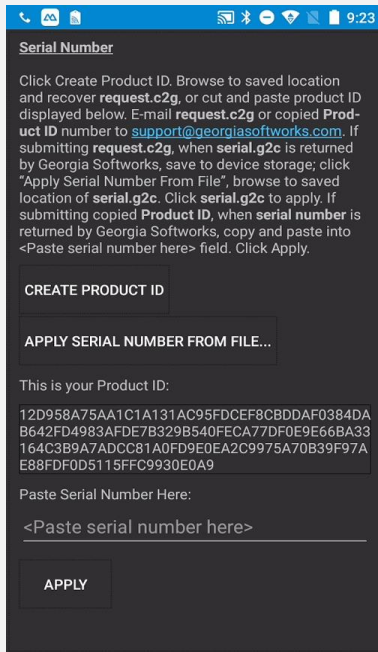 9:23
Serial Number
Click Create Product ID. Browse to saved location
and recover request.c2g, or cut and paste product ID
displayed below. E-mail request.c2g or copied Prod-
uct ID number to support@georgiasoftworks.com. If
submitting request.c2g, when serial.g2c is returned
by Georgia Softworks, save to device storage; click
“Apply Serial Number From File”, browse to saved
location of serial.g2c. Click serial.g2c to apply. If
submitting copied Product ID, when serial number is
returned by Georgia Softworks, copy and paste into
<Paste serial number here> field. Click Apply.
CREATE PRODUCT ID
APPLY SERIAL NUMBER FROM FILE...
This is your Product ID:
12D958A75AA1C1A131AC95FDCEF8CBDDAF0384DA
B642FD4983AFDE7B329B540FECA77DF0E9E66BA33
164C3B9A7ADCC81A0FD9E0EA2C9975A70B39F97A
E88FDF0D5115FFC9930E0A9
Paste Serial Number Here:
<Paste serial number here>
APPLY